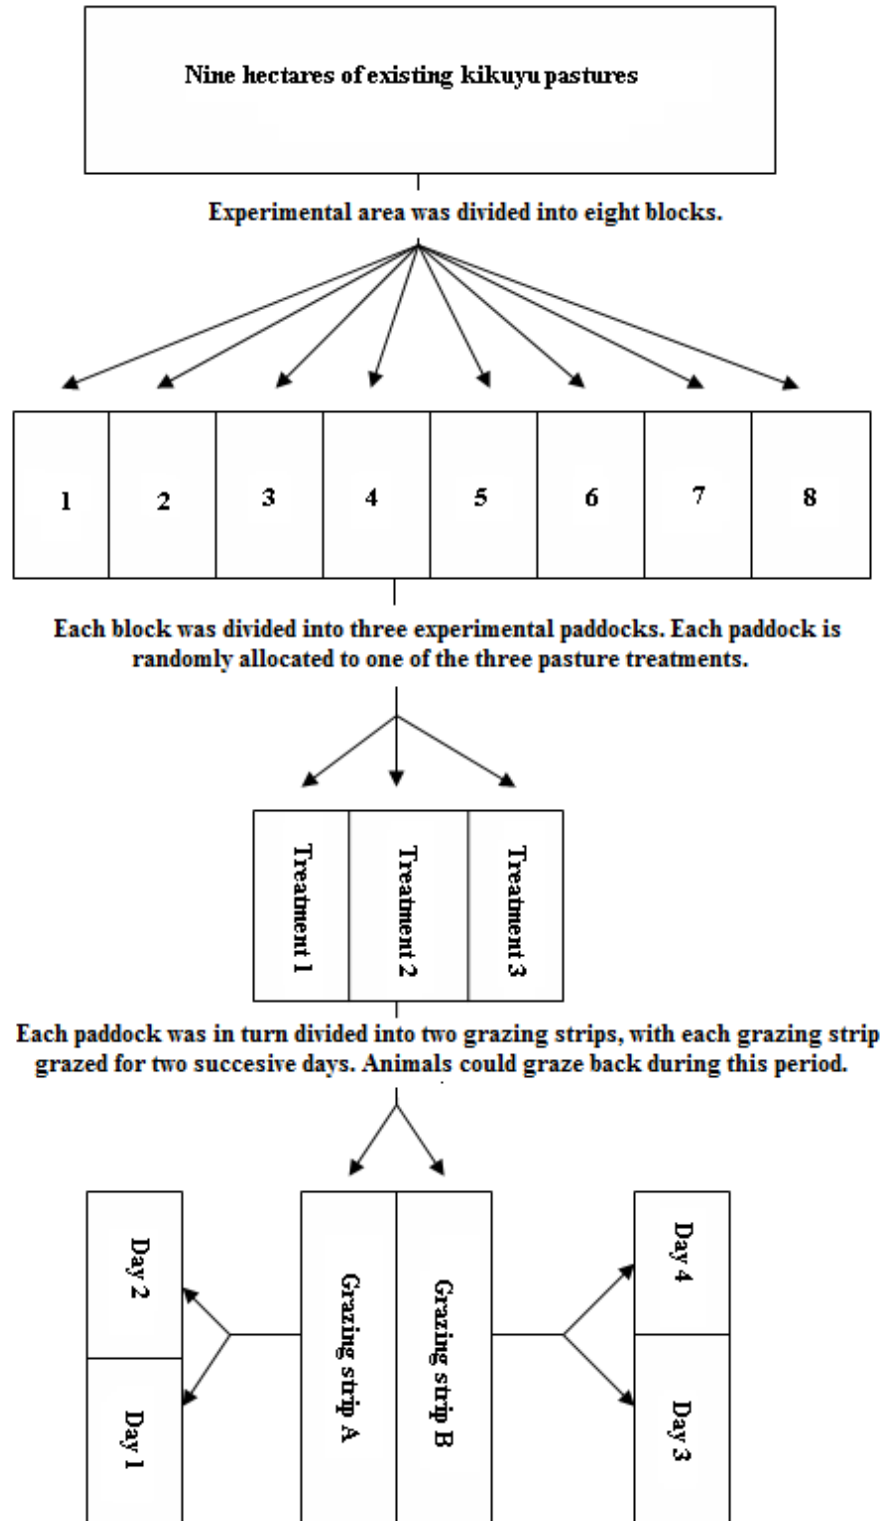 Nine hectares of existing kikuyu pastures
Experimental area was divided into eight blocks.
1
2
3
4
5
6
7
8
Each block was divided into three experimental paddocks. Each paddock is
randomly allocated to one of the three pasture treatments.
Treatment 1
Treatment 2
Treatment 3
Each paddock was in turn divided into two grazing strips, with each grazing strip
grazed for two succesive days. Animals could graze back during this period.
Day 2
Day 1
Grazing strip A
Grazing strip B
Day 4
Day 3